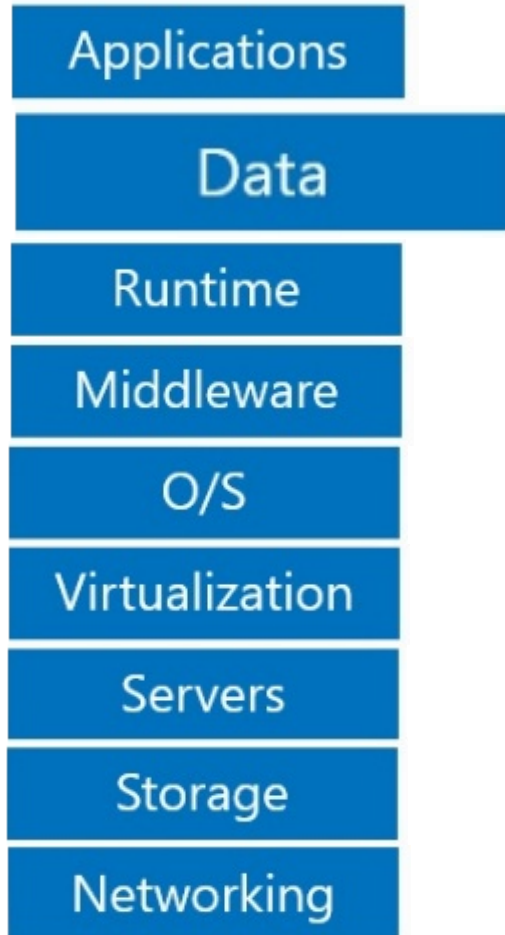 Applications
Data
Runtime
Middleware
O/S
Virtualization
Servers
Storage
Networking